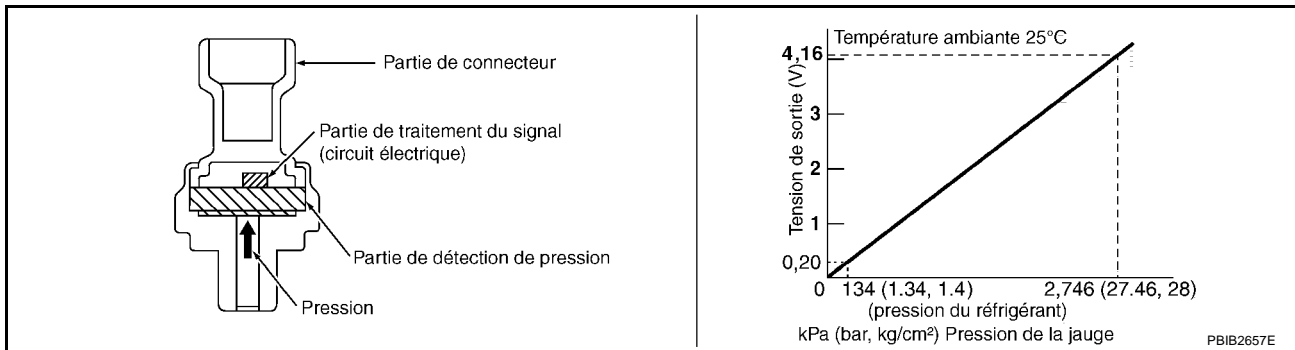 Partie de connecteur
Partie de traitement du signal
(circuit électrique)
Partie de détection de pression
Pression
Température ambiante 25°C
Tension de sortie (V)
4,16
3
2
1
0,20
0
134 (1.34, 1.4)
2,746 (27.46, 28)
(pression du réfrigérant)
kPa (bar, kg/cm²) Pression de la jauge
PBIB2657E